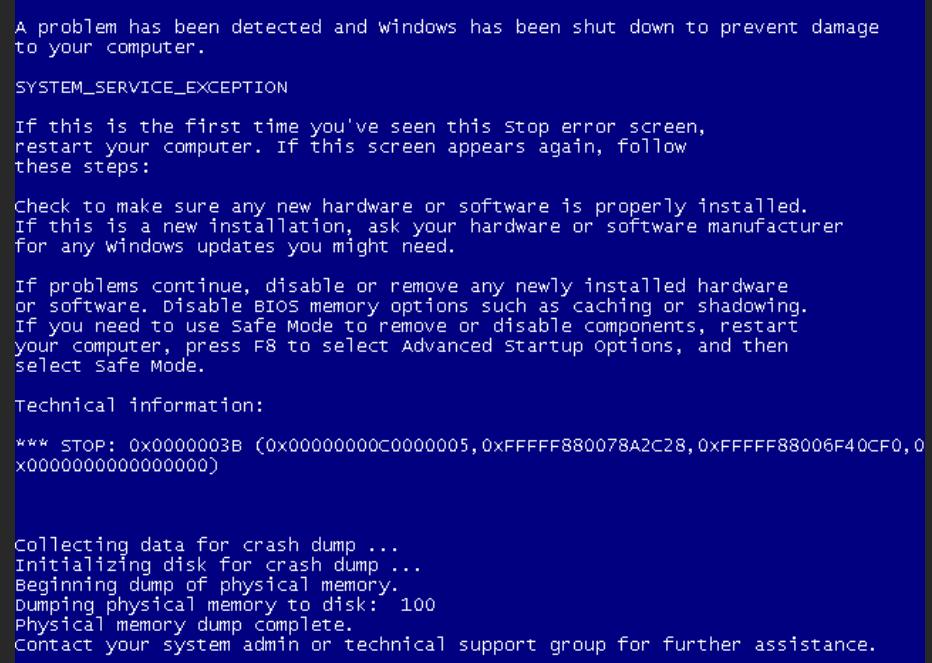 A problem has been detected and Windows has been shut down to prevent damage
to your computer.
SYSTEM_SERVICE_EXCEPTION
If this is the first time you've seen this Stop error screen,
restart your computer. If this screen appears again, follow
these steps:
Check to make sure any new hardware or software is properly installed.
If this is a new installation, ask your hardware or software manufacturer
for any Windows updates you might need.
If problems continue, disable or remove any newly installed hardware
or software. Disable BIOS memory options such as caching or shadowing.
If you need to use Safe Mode to remove or disable components, restart
your computer, press F8 to select Advanced Startup Options, and then
select Safe Mode.
Technical information:
*** STOP: 0x0000003B (0x00000000C0000005,0xFFFFF880078A2C28,0xFFFFF88006F40CF0,0
x0000000000000000)
Collecting data for crash dump ...
Initializing disk for crash dump ...
Beginning dump of physical memory.
Dumping physical memory to disk:  100
Physical memory dump complete.
Contact your system admin or technical support group for further assistance.